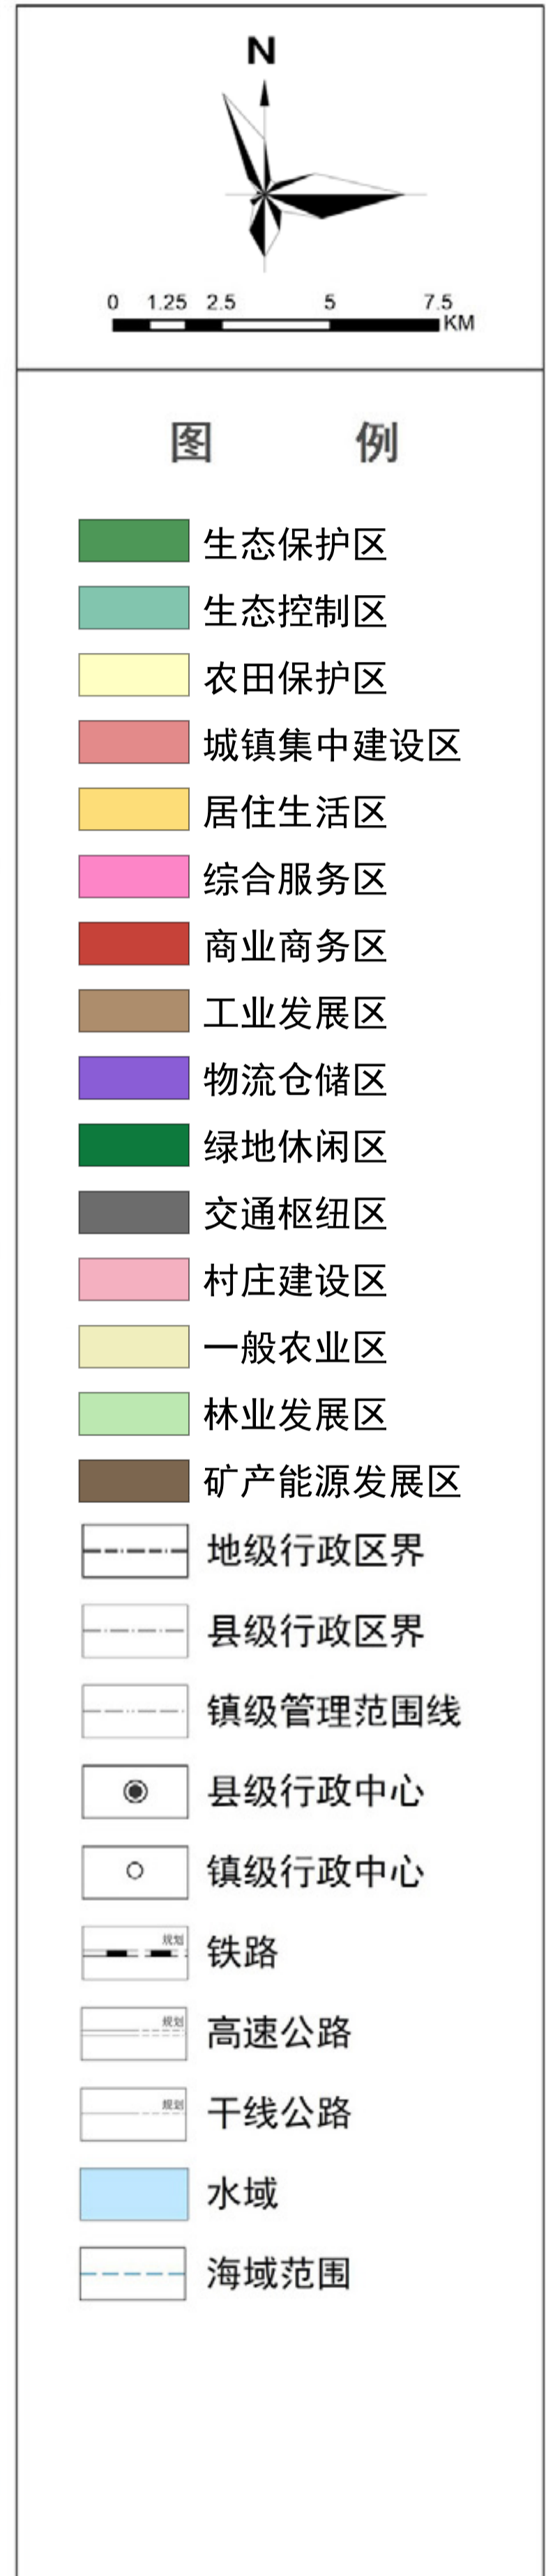 N
0 1.25 2.5 5 7.5
KM
图 例
生态保护区
生态控制区
农田保护区
城镇集中建设区
居住生活区
综合服务区
商业商务区
工业发展区
物流仓储区
绿地休闲区
交通枢纽区
村庄建设区
一般农业区
林业发展区
矿产能源发展区
地级行政区界
县级行政区界
镇级管理范围线
县级行政中心
镇级行政中心
规划 铁路
规划 高速公路
规划 干线公路
水域
海域范围